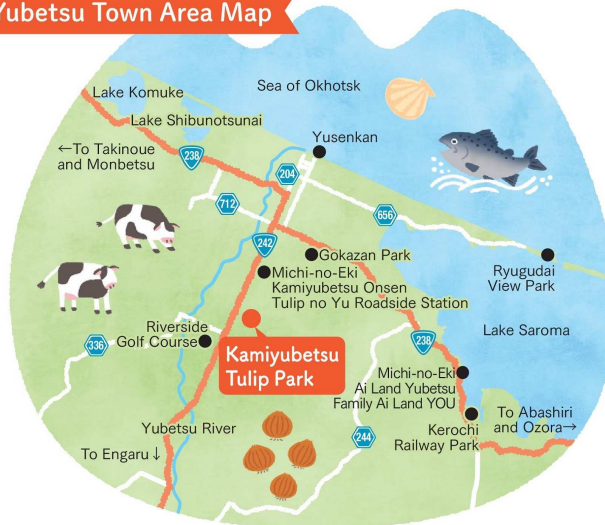 Yubetsu Town Area Map
Sea of Okhotsk
Lake Komuke
Lake Shibunotsunai
←To Takinoue
and Monbetsu
238
Yusenkan
204
712
656
242
Gokazan Park
Michi-no-Eki
Kamiyubetsu Onsen
Tulip no Yu Roadside Station
Ryugudai
View Park
Riverside
Golf Course
336
Kamiyubetsu
Tulip Park
Lake Saroma
238
Michi-no-Eki
Ai Land Yubetsu
Family Ai Land YOU
Kerochi
Railway Park
To Abashiri
and Ozora→
Yubetsu River
244
To Engaru↓